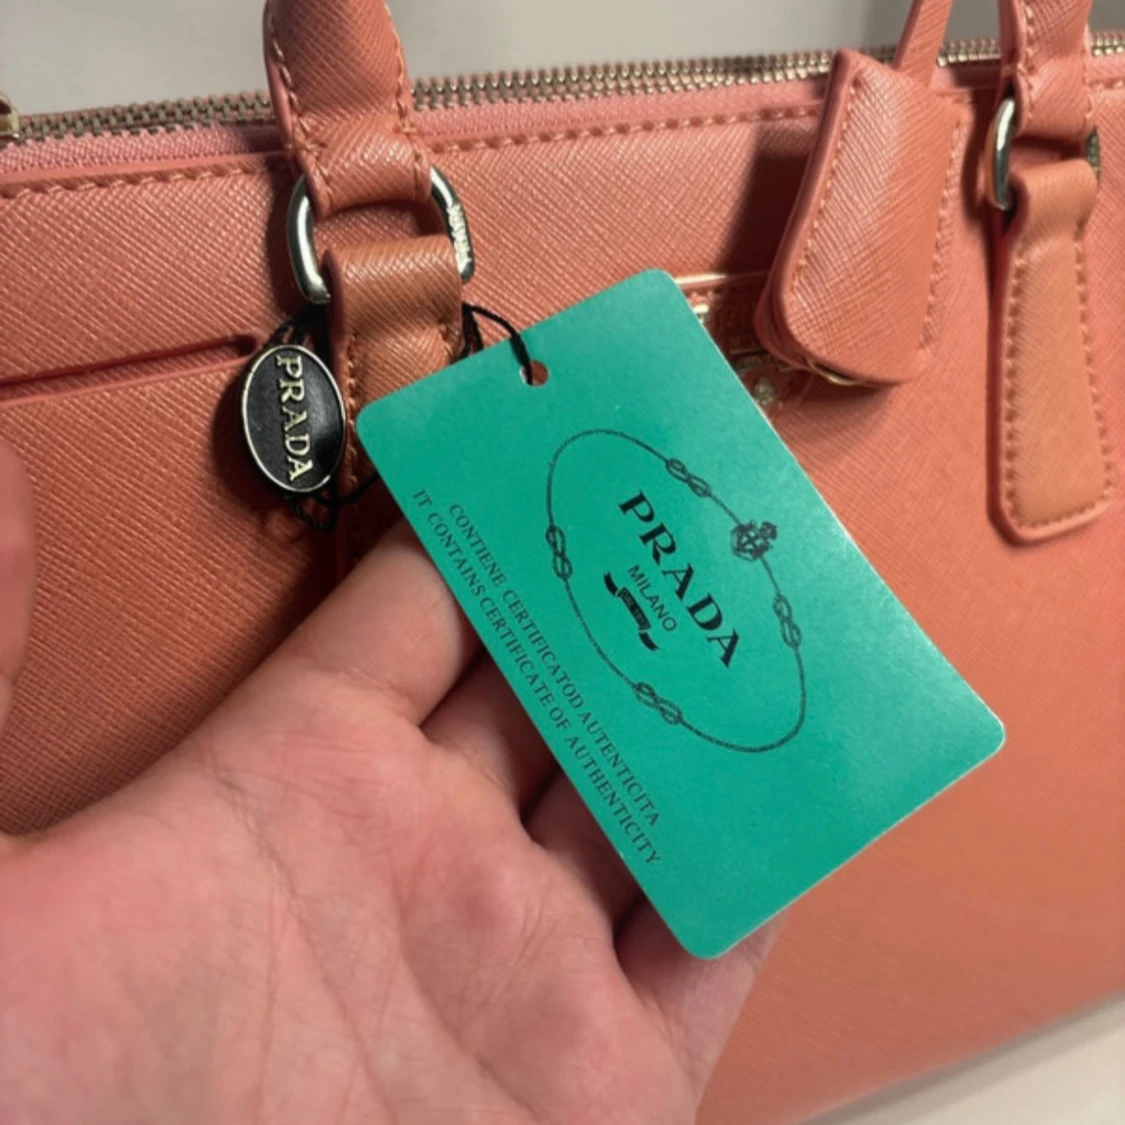 PRADA
PRADA
MILANO
CONTIENE CERTIFICATOD AUTENTICITA
IT CONTAINS CERTIFICATE OF AUTHENTICITY